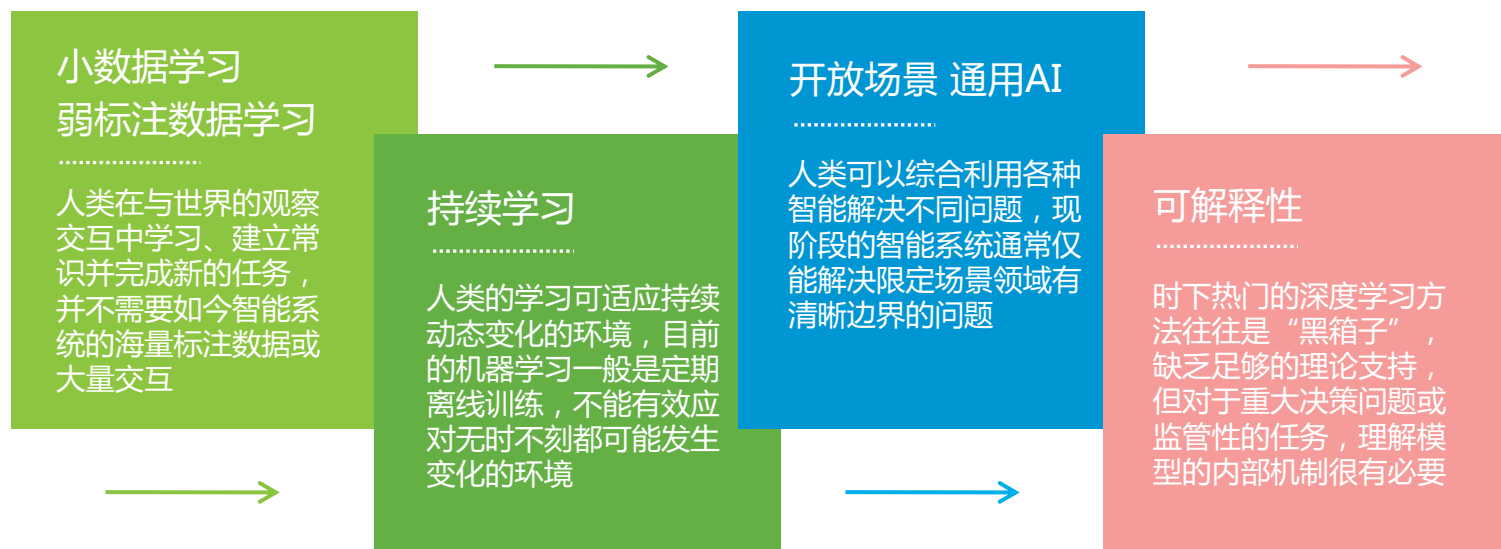 小数据学习
弱标注数据学习
人类在与世界的观察
交互中学习、建立常
识并完成新的任务，
并不需要如今智能系
统的海量标注数据或
大量交互
持续学习
人类的学习可适应持续
动态变化的环境，目前
的机器学习一般是定期
离线训练，不能有效应
对无时不刻都可能发生
变化的环境
开放场景 通用AI
人类可以综合利用各种
智能解决不同问题，现
阶段的智能系统通常仅
能解决限定场景领域有
清晰边界的问题
可解释性
时下热门的深度学习方
法往往是“黑箱子”，
缺乏足够的理论支持，
但对于重大决策问题或
监管性的任务，理解模
型的内部机制很有必要